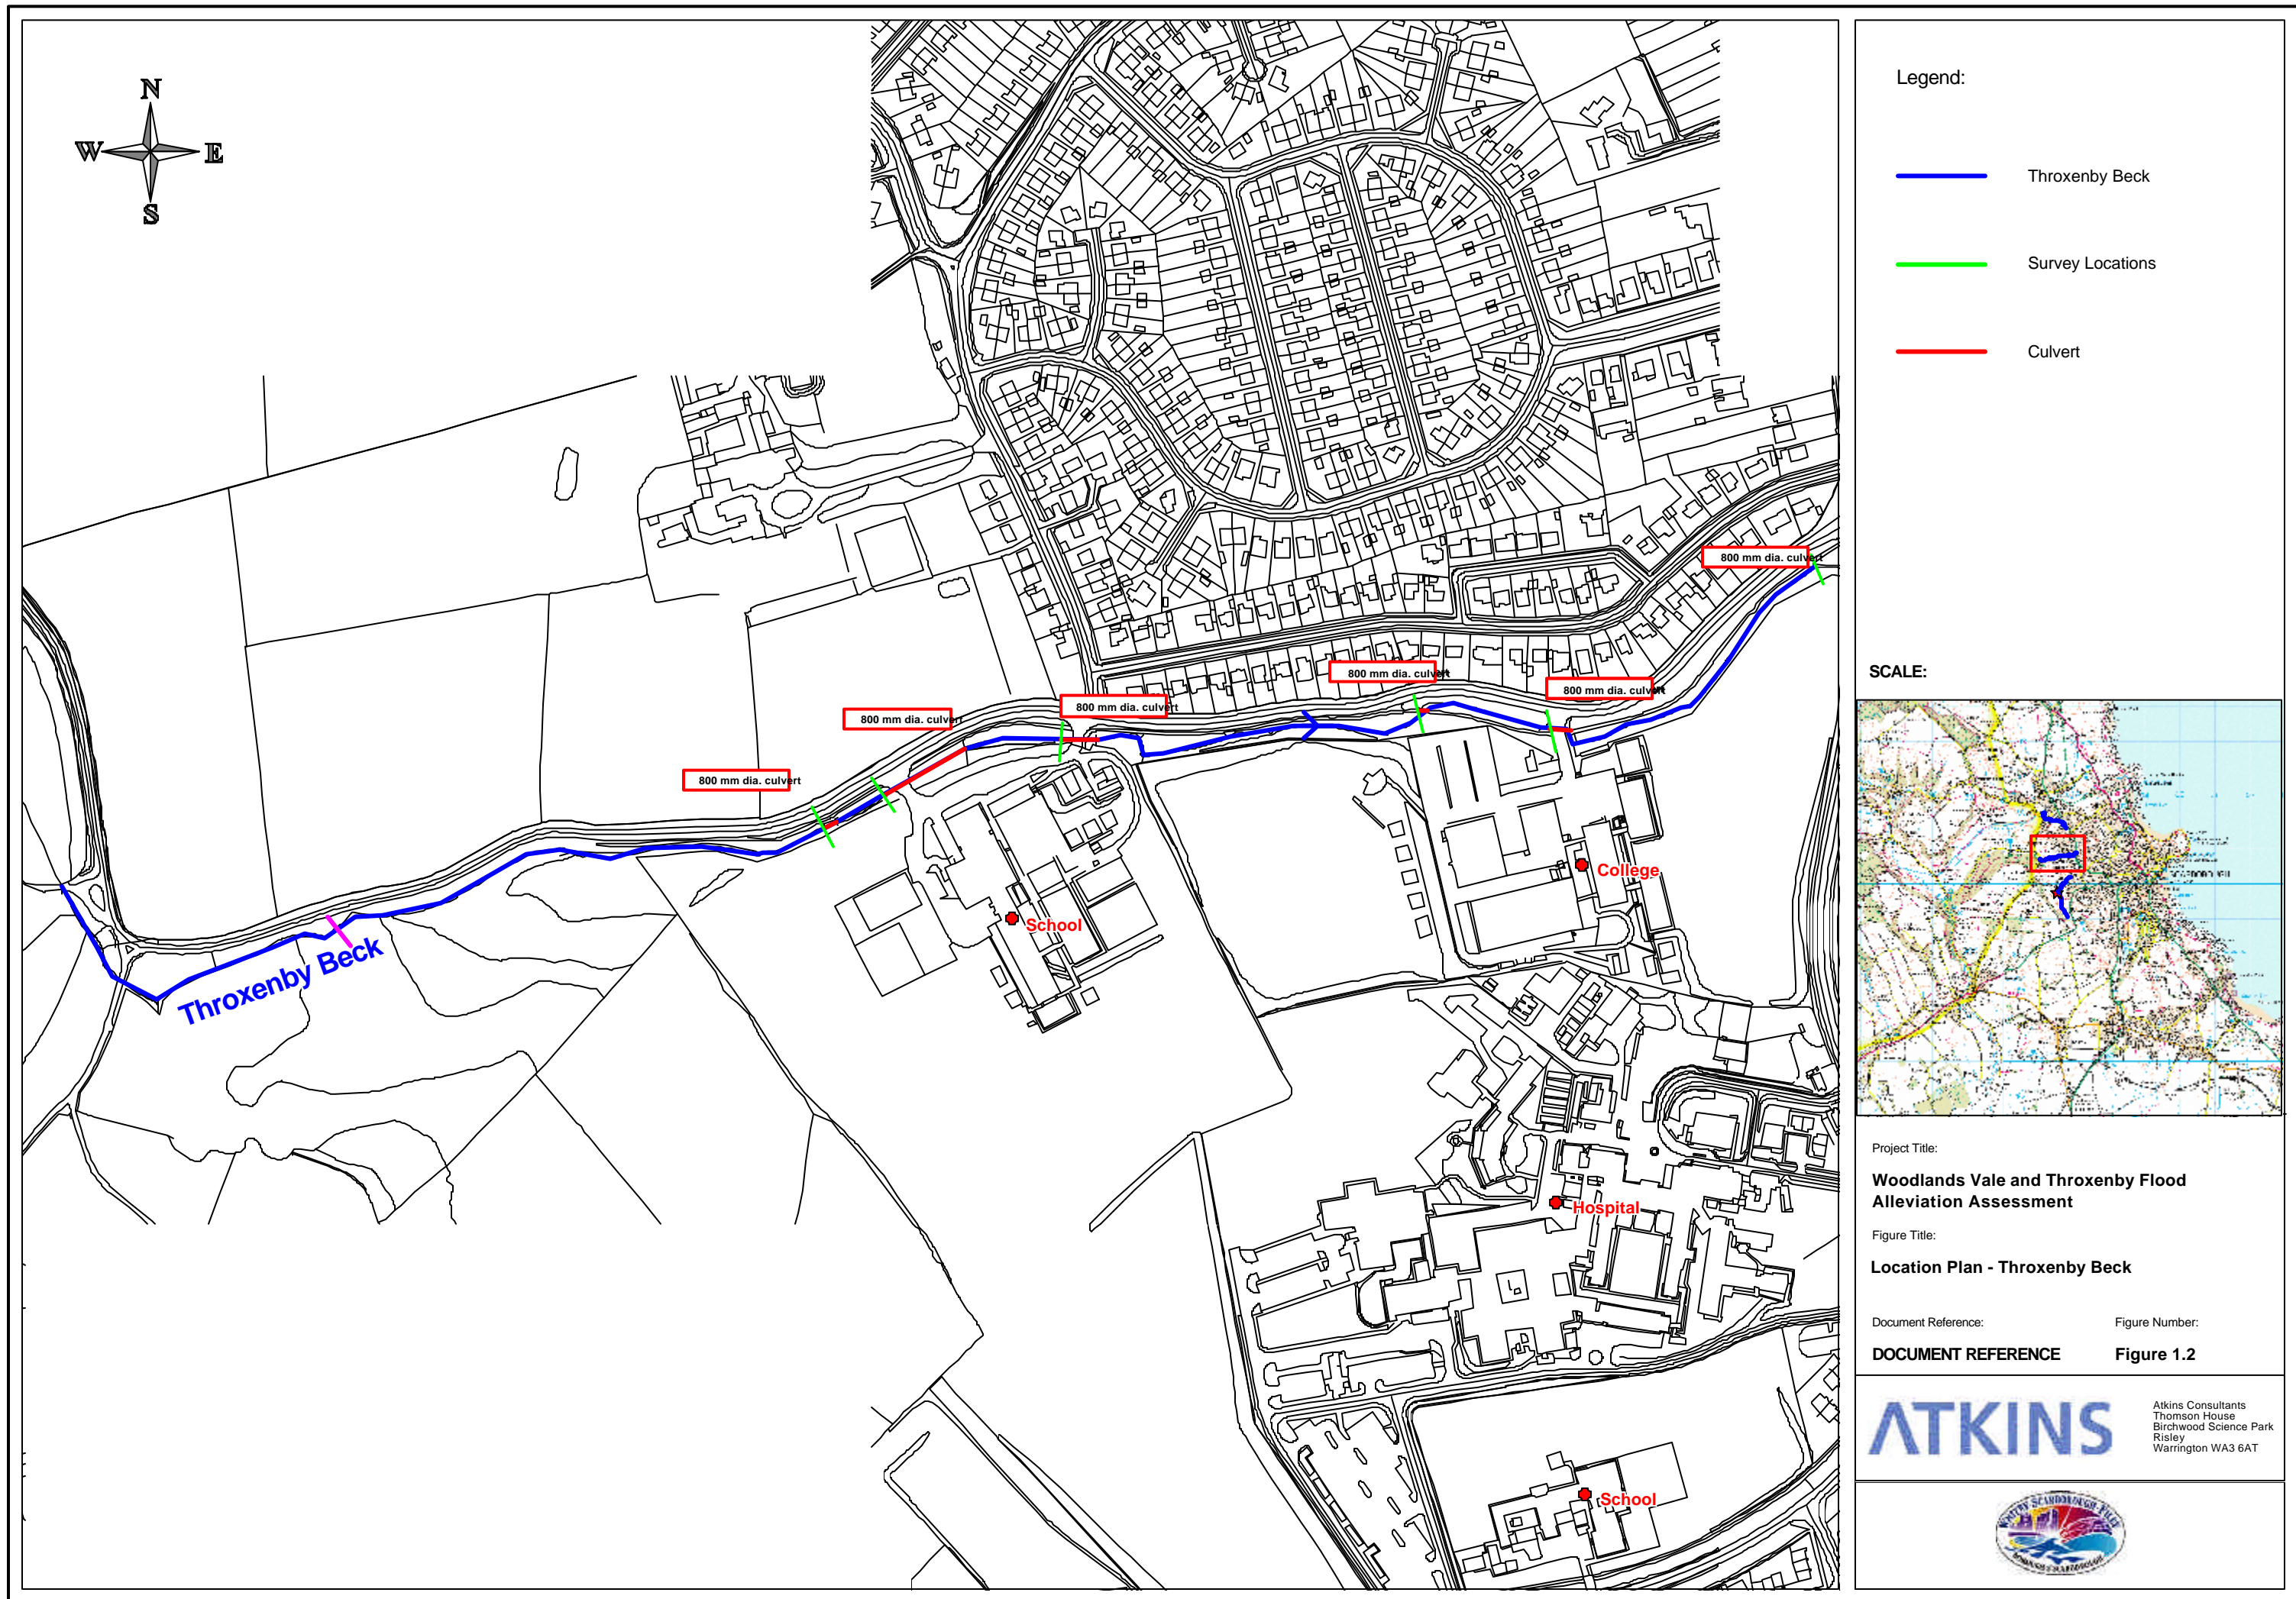 N
W E
S
800 mm dia. culvert
800 mm dia. culvert
800 mm dia. culvert
800 mm dia. culvert
800 mm dia. culvert
800 mm dia. culvert
Throxenby Beck
School
College
Hospital
School
Legend:
Throxenby Beck
Survey Locations
Culvert
SCALE:
Project Title:
Woodlands Vale and Throxenby Flood
Alleviation Assessment
Figure Title:
Location Plan - Throxenby Beck
Document Reference: Figure Number:
DOCUMENT REFERENCE Figure 1.2
ATKINS
Atkins Consultants
Thomson House
Birchwood Science Park
Risley
Warrington WA3 6AT